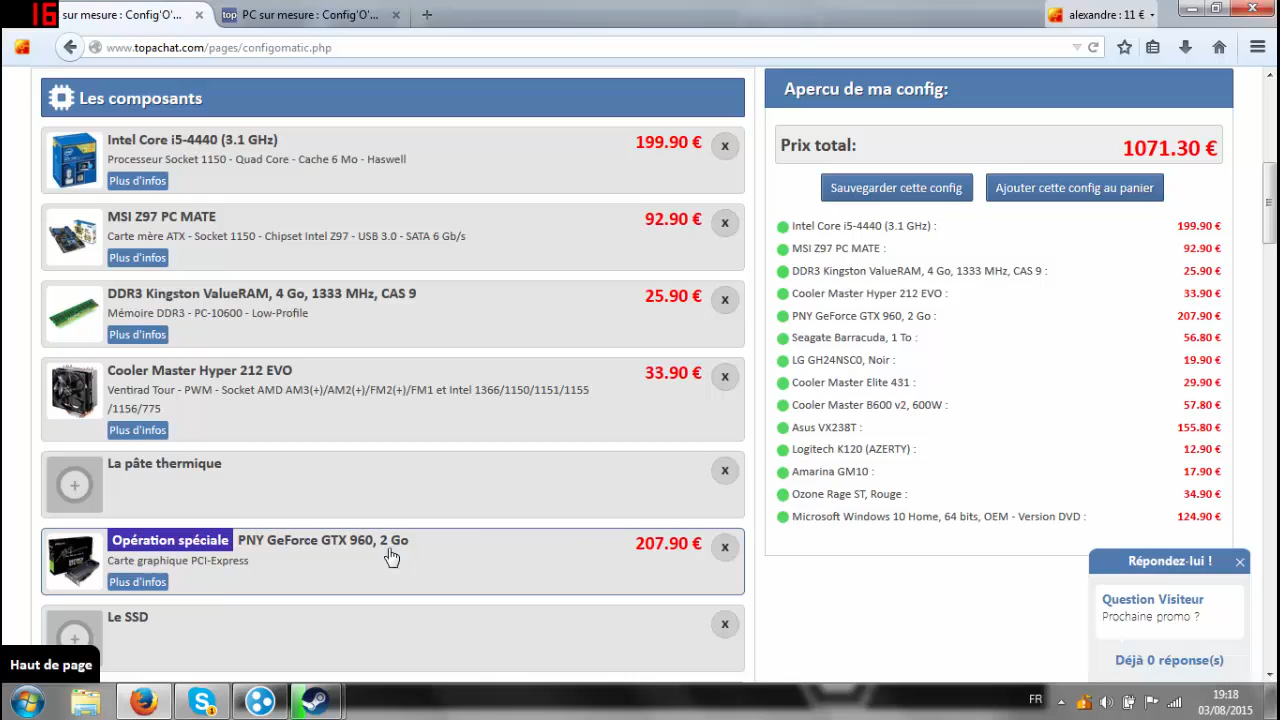 16
sur mesure : Config'O'... ×
top PC sur mesure : Config'O'... ×
alexandre : 11 €
www.topachat.com/pages/configomatic.php
Les composants
Intel Core i5-4440 (3.1 GHz)
199.90 €
x
Processeur Socket 1150 - Quad Core - Cache 6 Mo - Haswell
Plus d'infos
MSI Z97 PC MATE
92.90 €
x
Carte mère ATX - Socket 1150 - Chipset Intel Z97 - USB 3.0 - SATA 6 Gb/s
Plus d'infos
DDR3 Kingston ValueRAM, 4 Go, 1333 MHz, CAS 9
25.90 €
x
Mémoire DDR3 - PC-10600 - Low-Profile
Plus d'infos
Cooler Master Hyper 212 EVO
33.90 €
x
Ventirad Tour - PWM - Socket AMD AM3(+)/AM2(+)/FM2(+)/FM1 et Intel 1366/1150/1151/1155
/1156/775
Plus d'infos
La pâte thermique
x
Opération spéciale PNY GeForce GTX 960, 2 Go
207.90 €
x
Carte graphique PCI-Express
Plus d'infos
Le SSD
x
Haut de page
Apercu de ma config:
Prix total:
1071.30 €
Sauvegarder cette config
Ajouter cette config au panier
Intel Core i5-4440 (3.1 GHz) : 199.90 €
MSI Z97 PC MATE : 92.90 €
DDR3 Kingston ValueRAM, 4 Go, 1333 MHz, CAS 9 : 25.90 €
Cooler Master Hyper 212 EVO : 33.90 €
PNY GeForce GTX 960, 2 Go : 207.90 €
Seagate Barracuda, 1 To : 56.80 €
LG GH24NSC0, Noir : 19.90 €
Cooler Master Elite 431 : 29.90 €
Cooler Master B600 v2, 600W : 57.80 €
Asus VX238T : 155.80 €
Logitech K120 (AZERTY) : 12.90 €
Amarina GM10 : 17.90 €
Ozone Rage ST, Rouge : 34.90 €
Microsoft Windows 10 Home, 64 bits, OEM - Version DVD : 124.90 €
Répondez-lui !
Question Visiteur
Prochaine promo ?
Déjà 0 réponse(s)
FR
19:18
03/08/2015